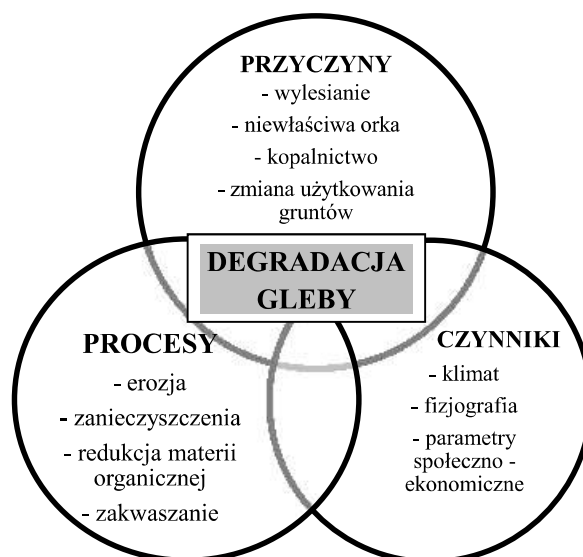 PRZYCZYNY
- wylesianie
- niewłaściwa orka
- kopalnictwo
- zmiana użytkowania
gruntów
DEGRADACJA
GLEBY
PROCESY
- erozja
- zanieczyszczenia
- redukcja materii
organicznej
- zakwaszanie
CZYNNIKI
- klimat
- fizjografia
- parametry
społeczno -
ekonomiczne